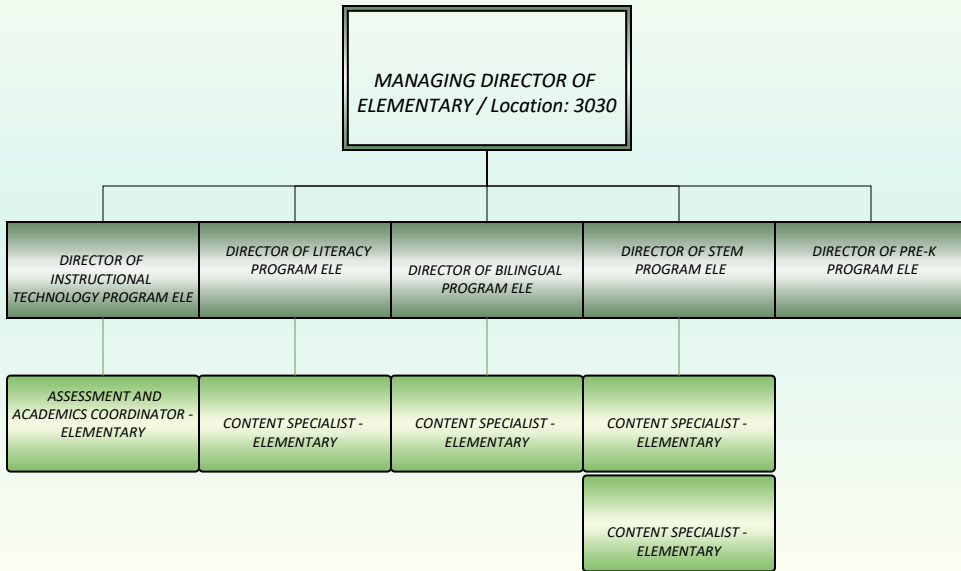 MANAGING DIRECTOR OF
ELEMENTARY / Location: 3030
DIRECTOR OF
INSTRUCTIONAL
TECHNOLOGY PROGRAM ELE
DIRECTOR OF LITERACY
PROGRAM ELE
DIRECTOR OF BILINGUAL
PROGRAM ELE
DIRECTOR OF STEM
PROGRAM ELE
DIRECTOR OF PRE-K
PROGRAM ELE
ASSESSMENT AND
ACADEMICS COORDINATOR -
ELEMENTARY
CONTENT SPECIALIST -
ELEMENTARY
CONTENT SPECIALIST -
ELEMENTARY
CONTENT SPECIALIST -
ELEMENTARY
CONTENT SPECIALIST -
ELEMENTARY